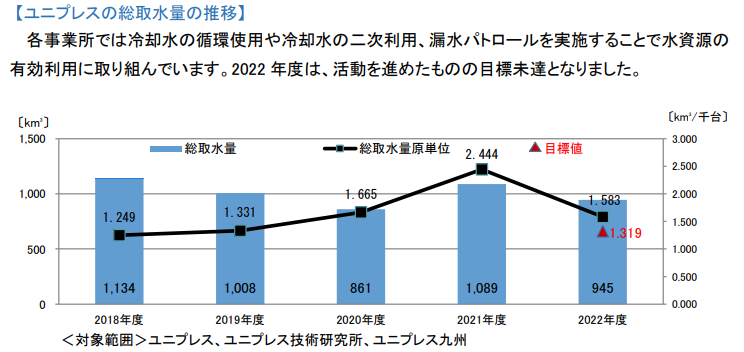 【ユニプレスの総取水量の推移】
各事業所では冷却水の循環使用や冷却水の二次利用、漏水パトロールを実施することで水資源の
有効利用に取り組んでいます。2022 年度は、活動を進めたものの目標未達となりました。
〔k㎥〕
〔k㎥/千台〕
総取水量
総取水量原単位
目標値
1,500
1,000
500
0
3.000
2.500
2.000
1.500
1.000
0.500
0.000
1.249
1.331
1.665
2.444
1.583
1.319
1,134
1,008
861
1,089
945
2018年度
2019年度
2020年度
2021年度
2022年度
＜対象範囲＞ユニプレス、ユニプレス技術研究所、ユニプレス九州